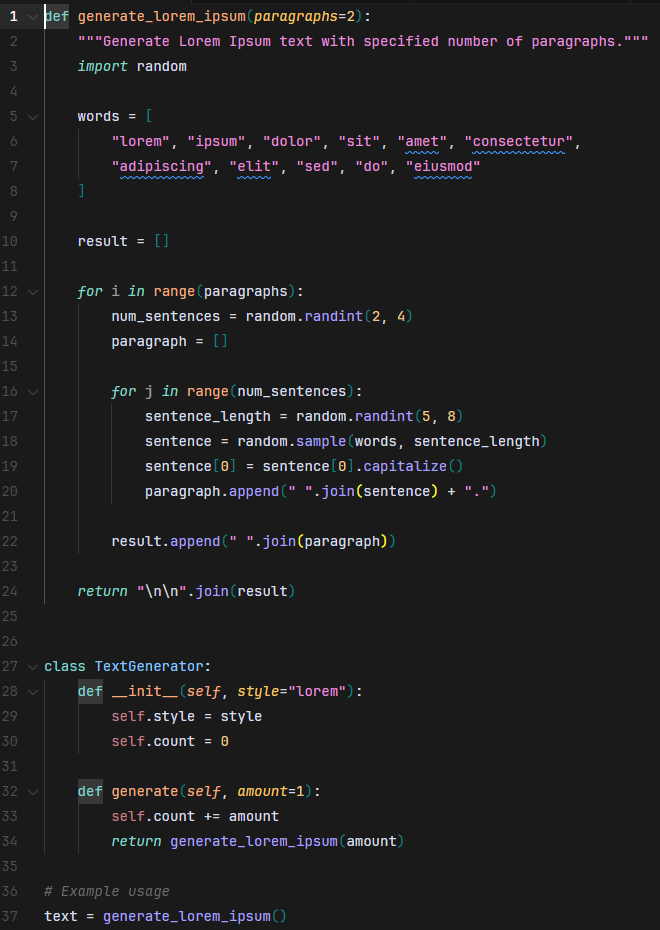 1 def generate_lorem_ipsum(paragraphs=2):
2     """Generate Lorem Ipsum text with specified number of paragraphs."""
3     import random
4
5     words = [
6         "lorem", "ipsum", "dolor", "sit", "amet", "consectetur",
7         "adipiscing", "elit", "sed", "do", "eiusmod"
8     ]
9
10     result = []
11
12     for i in range(paragraphs):
13         num_sentences = random.randint(2, 4)
14         paragraph = []
15
16         for j in range(num_sentences):
17             sentence_length = random.randint(5, 8)
18             sentence = random.sample(words, sentence_length)
19             sentence[0] = sentence[0].capitalize()
20             paragraph.append(" ".join(sentence) + ".")
21
22         result.append(" ".join(paragraph))
23
24     return "\n\n".join(result)
25
26
27 class TextGenerator:
28     def __init__(self, style="lorem"):
29         self.style = style
30         self.count = 0
31
32     def generate(self, amount=1):
33         self.count += amount
34         return generate_lorem_ipsum(amount)
35
36 # Example usage
37 text = generate_lorem_ipsum()